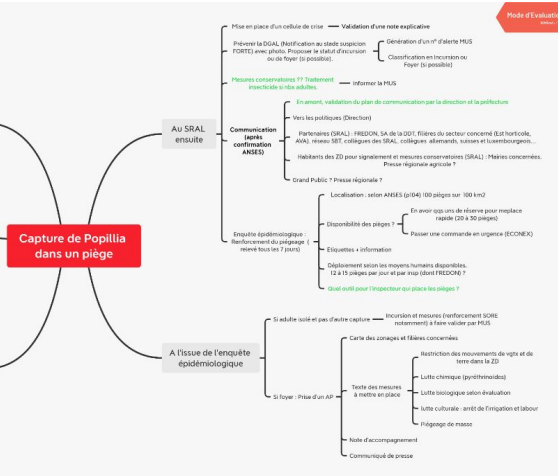 Mode d'Evaluatio
Mise en place d'un cellule de crise
Validation d'une note explicative
Prévenir la DGAL (Notification au stade suspicion
FORTE) avec photo. Proposer le statut d'incursion
ou de foyer (si possible).
Génération d'un n° d'alerte MUS
Classification en Incursion ou
Foyer (si possible)
Mesures conservatoires ?? Traitement
insecticide si nbx adultes.
Informer la MUS
Au SRAL
ensuite
Communication
(après
confirmation
ANSES)
En amont, validation du plan de communication par la direction et la préfecture
Vers les politiques (Direction)
Partenaires (SRAL) : FREDON, SA de la DDT, filières du secteur concerné (Est horticole,
AVA), réseau SBT, collègues des SRAL, collègues allemands, suisses et luxembourgeois...
Habitants des ZD pour signalement et mesures conservatoires (SRAL) : Mairies concernées.
Presse régionale agricole ?
Grand Public ? Presse régionale ?
Enquête épidémiologique :
Renforcement du piégeage (
relevé tous les 7 jours)
Localisation : selon ANSES (p104) 100 pièges sur 100 km2
Disponibilité des pièges ?
En avoir qqs uns de réserve pour meplace
rapide (20 à 50 pièges)
Passer une commande en urgence (ECONEX)
Etiquettes + information
Déploiement selon les moyens humains disponibles.
12 à 15 pièges par jour et par insp (dont FREDON) ?
Quel outil pour l'inspecteur qui place les pièges ?
Capture de Popillia
dans un piège
A l'issue de l'enquête
épidémiologique
Si adulte isolé et pas d'autre capture
Incursion et mesures (renforcement SORE
notamment) à faire valider par MUS
Si foyer : Prise d'un AP
Carte des zonages et filières concernées
Texte des mesures
à mettre en place
Restriction des mouvements de vgtx et de
terre dans la ZD
Lutte chimique (pyréthrinoïdes)
Lutte biologique selon évaluation
lutte culturale : arrêt de l'irrigation et labour
Piégeage de masse
Note d'accompagnement
Communiqué de presse